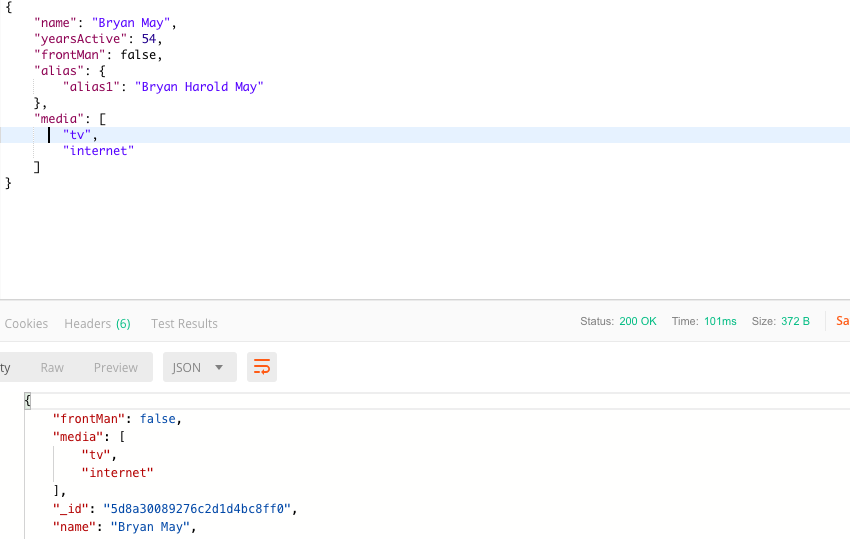 {
    "name": "Bryan May",
    "yearsActive": 54,
    "frontMan": false,
    "alias": {
        "alias1": "Bryan Harold May"
    },
    "media": [
        "tv",
        "internet"
    ]
}
Cookies Headers (6) Test Results Status: 200 OK Time: 101ms Size: 372 B Sa
ty Raw Preview JSON
{
    "frontMan": false,
    "media": [
        "tv",
        "internet"
    ],
    "_id": "5d8a30089276c2d1d4bc8ff0",
    "name": "Bryan May",